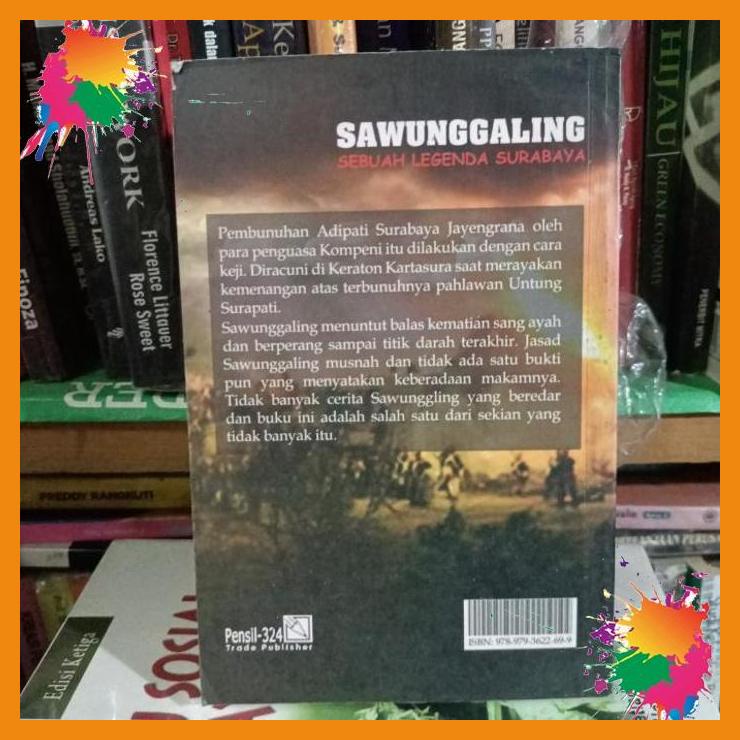 SAWUNGGALING
SEBUAH LEGENDA SURABAYA
Pembunuhan Adipati Surabaya Jayengrana oleh
para penguasa Kompeni itu dilakukan dengan cara
keji. Diracuni di Keraton Kartasura saat merayakan
kemenangan atas terbunuhnya pahlawan Untung
Surapati.
Sawunggaling menuntut balas kematian sang ayah
dan berperang sampai titik darah terakhir. Jasad
Sawunggaling musnah dan tidak ada satu bukti
pun yang menyatakan keberadaan makamnya.
Tidak banyak cerita Sawunggling yang beredar
dan buku ini adalah salah satu dari sekian yang
tidak banyak itu.
Pensil-324
Trade Publisher
ISBN: 978-979-3622-69-9
Andreas Lako
ORK
Florence Littauer
Rose Sweet
HIJAU
GREEN ECONOMY
FREDDY RANGKUTI
Edisi Ketiga
SOSIAL